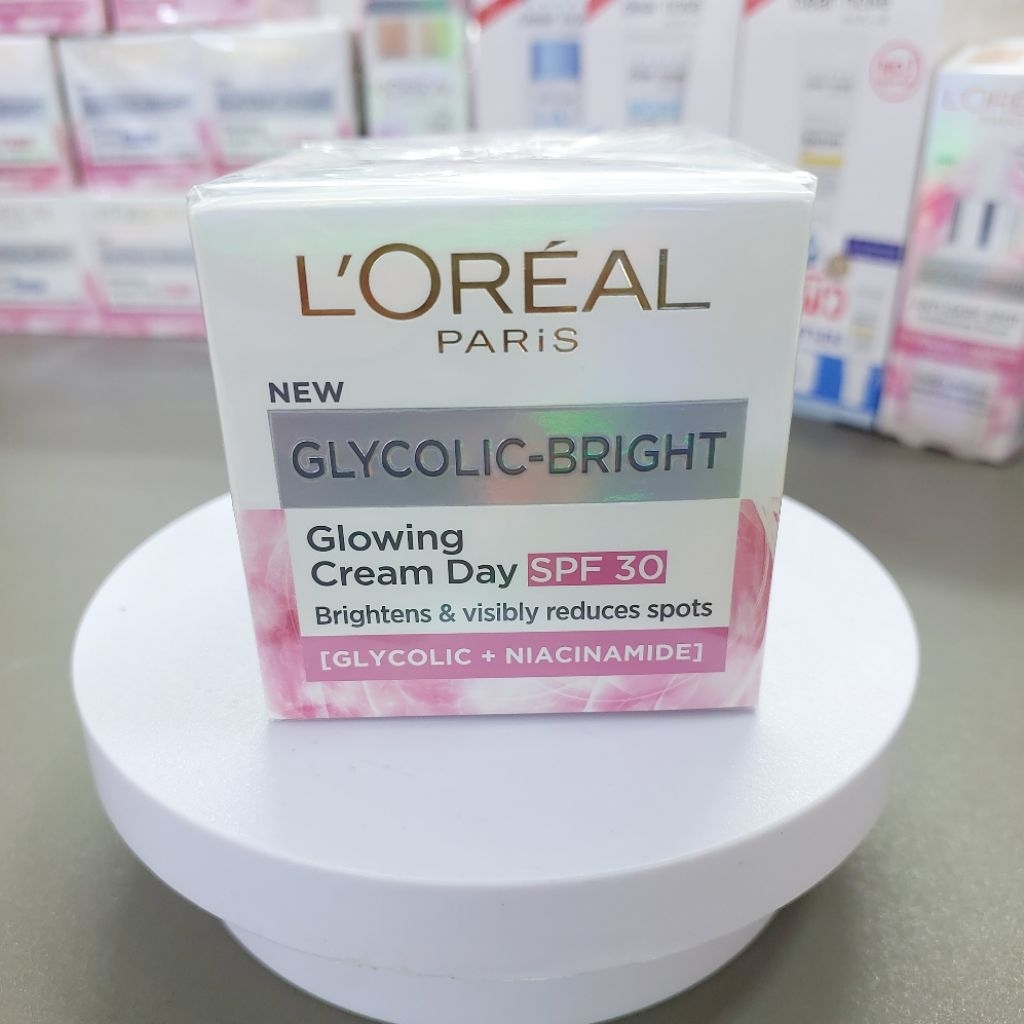 L'ORÉAL
PARiS
NEW
GLYCOLIC-BRIGHT
Glowing
Cream Day SPF 30
Brightens & visibly reduces spots
[GLYCOLIC + NIACINAMIDE]